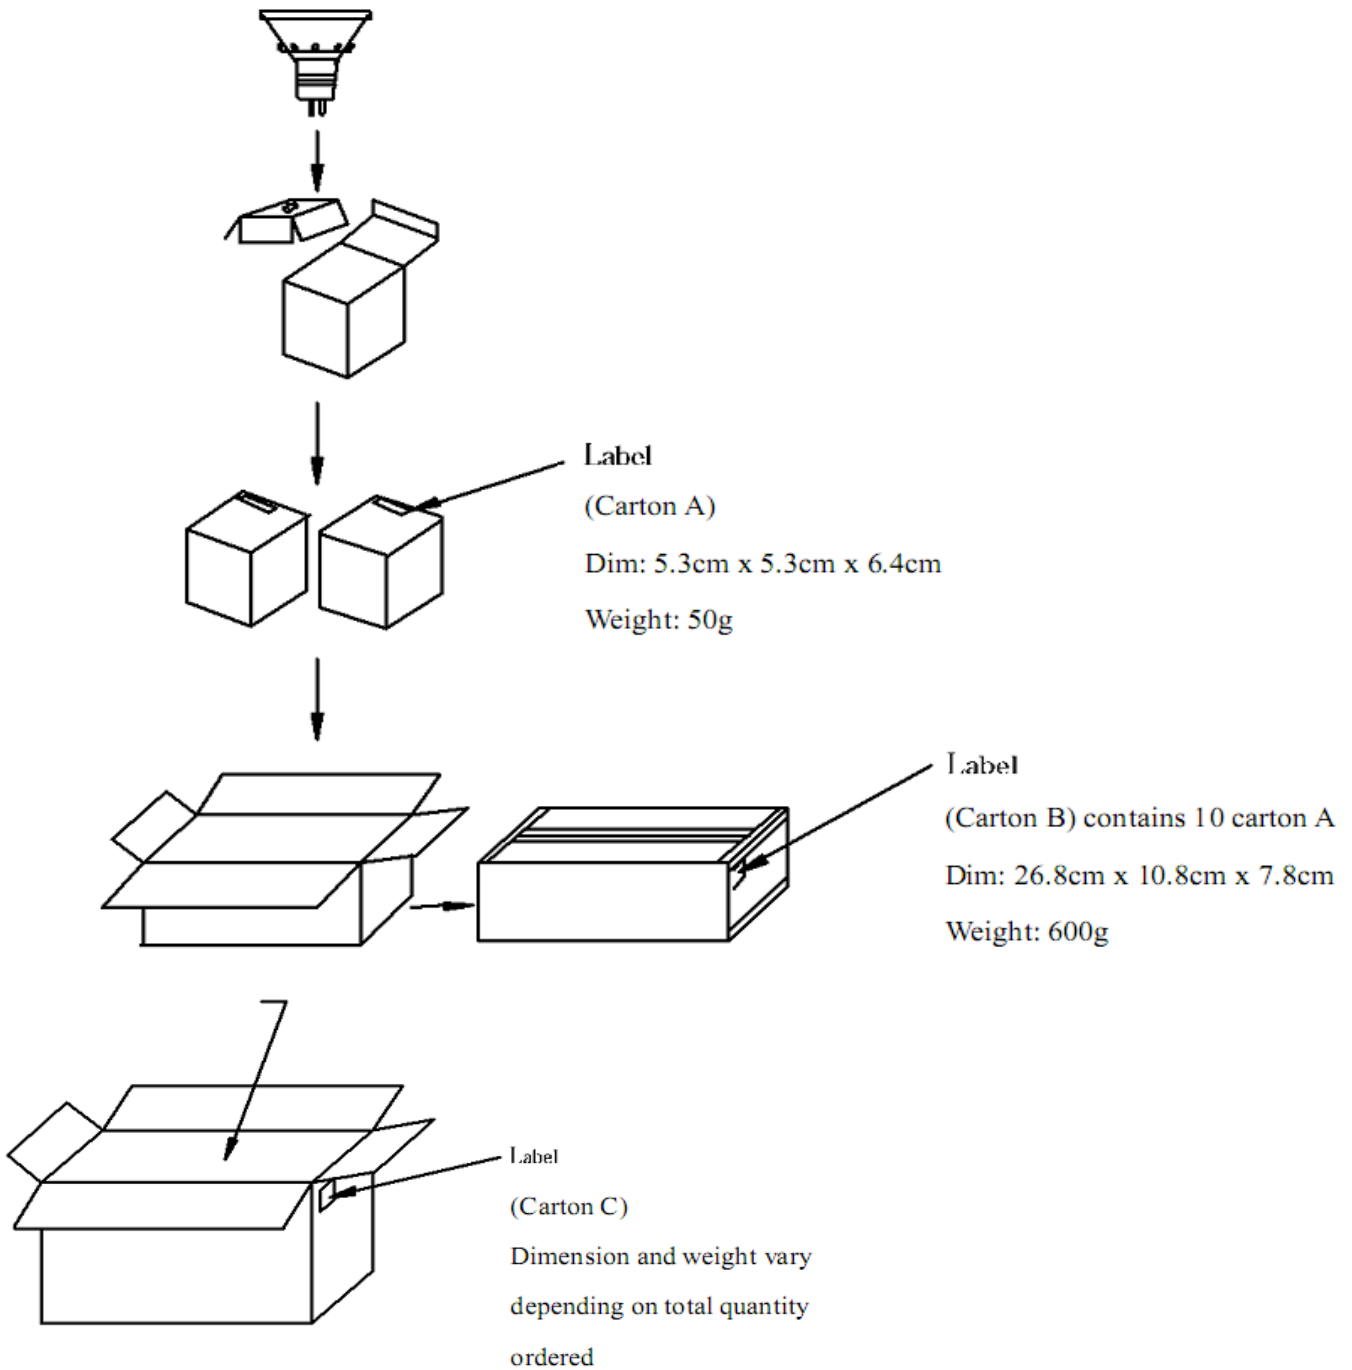 Label
(Carton A)
Dim: 5.3cm x 5.3cm x 6.4cm
Weight: 50g
Label
(Carton B) contains 10 carton A
Dim: 26.8cm x 10.8cm x 7.8cm
Weight: 600g
Label
(Carton C)
Dimension and weight vary
depending on total quantity
ordered